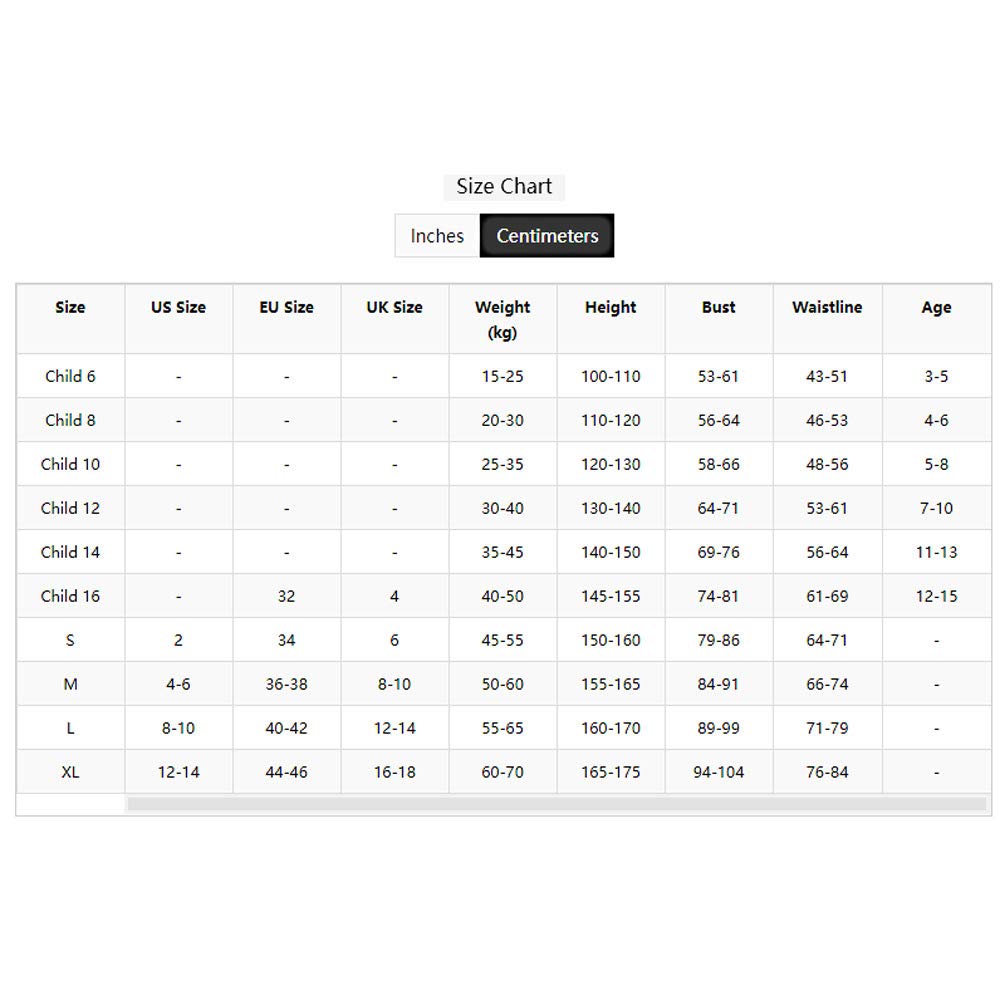 Size Chart
Inches Centimeters
Size US Size EU Size UK Size Weight (kg) Height Bust Waistline Age
Child 6 - - - 15-25 100-110 53-61 43-51 3-5
Child 8 - - - 20-30 110-120 56-64 46-53 4-6
Child 10 - - - 25-35 120-130 58-66 48-56 5-8
Child 12 - - - 30-40 130-140 64-71 53-61 7-10
Child 14 - - - 35-45 140-150 69-76 56-64 11-13
Child 16 - 32 4 40-50 145-155 74-81 61-69 12-15
S 2 34 6 45-55 150-160 79-86 64-71 -
M 4-6 36-38 8-10 50-60 155-165 84-91 66-74 -
L 8-10 40-42 12-14 55-65 160-170 89-99 71-79 -
XL 12-14 44-46 16-18 60-70 165-175 94-104 76-84 -